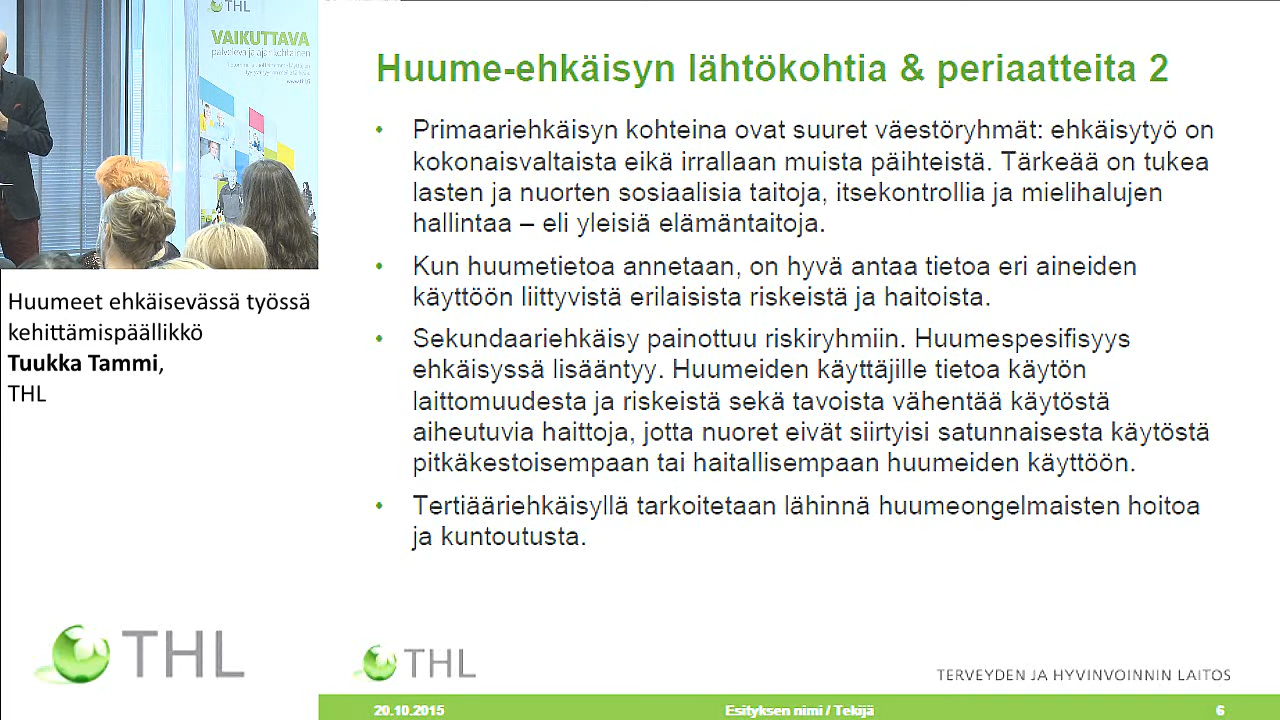 THL
VAIKUTTAVA
palveleva ja ajankohtainen
Huumeet ehkäisevässä työssä
kehittämispäällikkö
Tuukka Tammi,
THL
THL
Huume-ehkäisyn lähtökohtia & periaatteita 2
• Primaariehkäisyn kohteina ovat suuret väestöryhmät: ehkäisytyö on
kokonaisvaltaista eikä irrallaan muista päihteistä. Tärkeää on tukea
lasten ja nuorten sosiaalisia taitoja, itsekontrollia ja mielihalujen
hallintaa – eli yleisiä elämäntaitoja.
• Kun huumetietoa annetaan, on hyvä antaa tietoa eri aineiden
käyttöön liittyvistä erilaisista riskeistä ja haitoista.
• Sekundaariehkäisy painottuu riskiryhmiin. Huumespesifisyys
ehkäisyssä lisääntyy. Huumeiden käyttäjille tietoa käytön
laittomuudesta ja riskeistä sekä tavoista vähentää käytöstä
aiheutuvia haittoja, jotta nuoret eivät siirtyisi satunnaisesta käytöstä
pitkäkestoisempaan tai haitallisempaan huumeiden käyttöön.
• Tertiääriehkäisyllä tarkoitetaan lähinnä huumeongelmaisten hoitoa
ja kuntoutusta.
THL
TERVEYDEN JA HYVINVOINNIN LAITOS
20.10.2015
Esityksen nimi / Tekijä
6